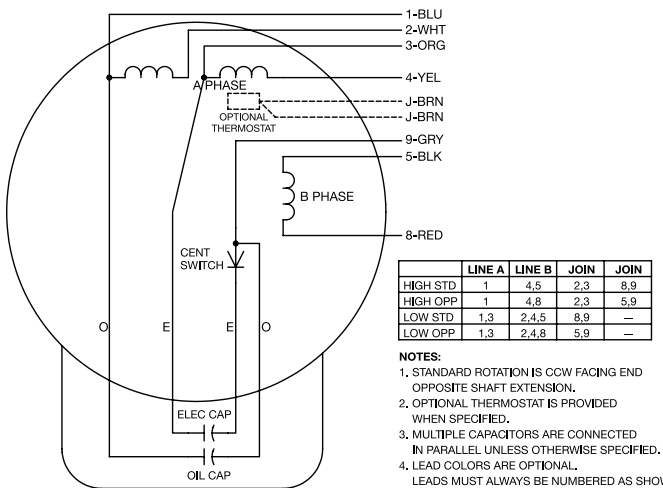 1-BLU
2-WHT
3-ORG
4-YEL
A PHASE
J-BRN
J-BRN
OPTIONAL
THERMOSTAT
9-GRY
5-BLK
B PHASE
8-RED
CENT
SWITCH
O E E O
ELEC CAP
OIL CAP
LINE A LINE B JOIN JOIN
HIGH STD 1 4,5 2,3 8,9
HIGH OPP 1 4,8 2,3 5,9
LOW STD 1,3 2,4,5 8,9 —
LOW OPP 1,3 2,4,8 5,9 —
NOTES:
1. STANDARD ROTATION IS CCW FACING END
OPPOSITE SHAFT EXTENSION.
2. OPTIONAL THERMOSTAT IS PROVIDED
WHEN SPECIFIED.
3. MULTIPLE CAPACITORS ARE CONNECTED
IN PARALLEL UNLESS OTHERWISE SPECIFIED.
4. LEAD COLORS ARE OPTIONAL.
LEADS MUST ALWAYS BE NUMBERED AS SHOW